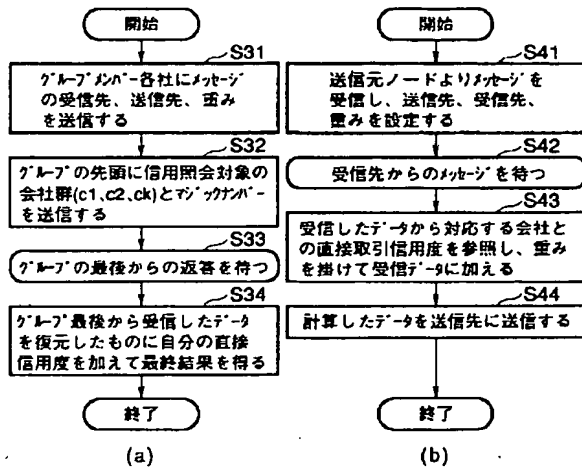 開始
S31
グループメンバー各社にメッセージ
の受信先、送信先、重み
を送信する
S32
グループの先頭に信用照会対象の
会社群(c1、c2、ck)とマジックナンバー
を送信する
S33
グループの最後からの返答を待つ
S34
グループ最後から受信したデータ
を復元したものに自分の直接
信用度を加えて最終結果を得る
終了
(a)
開始
S41
送信元ノードよりメッセージを
受信し、送信先、受信先、
重みを設定する
S42
受信先からのメッセージを待つ
S43
受信したデータから対応する会社と
の直接取引信用度を参照し、重み
を掛けて受信データに加える
S44
計算したデータを送信先に送信する
終了
(b)